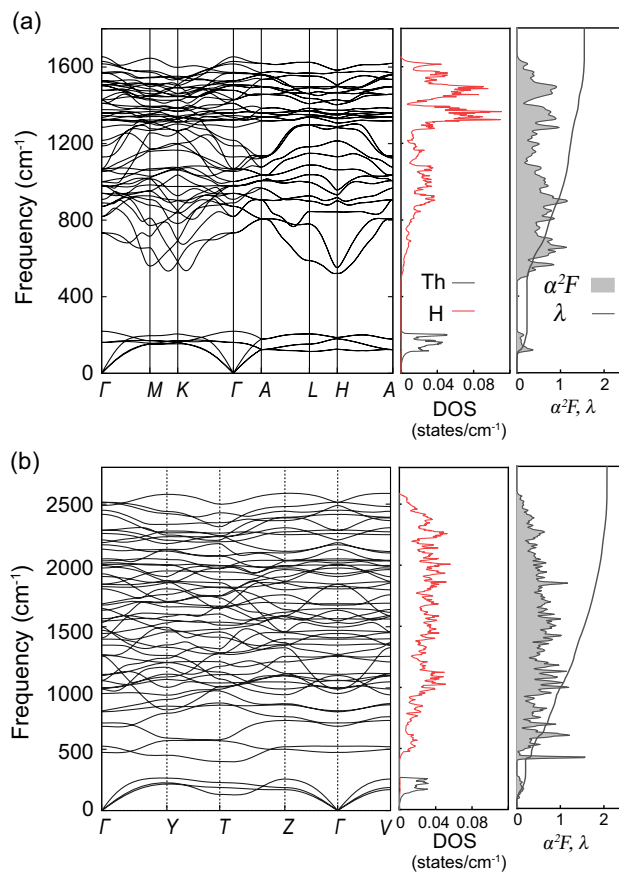 (a)
Frequency (cm⁻¹)
1600
1200
800
400
0
Γ M K Γ A L H A
Th
H
0 0.04 0.08
DOS
(states/cm⁻¹)
α²F
λ
0 1 2
α²F, λ
(b)
Frequency (cm⁻¹)
2500
2000
1500
1000
500
0
Γ Y T Z Γ V
0 0.04 0.08
DOS
(states/cm⁻¹)
0 1 2
α²F, λ